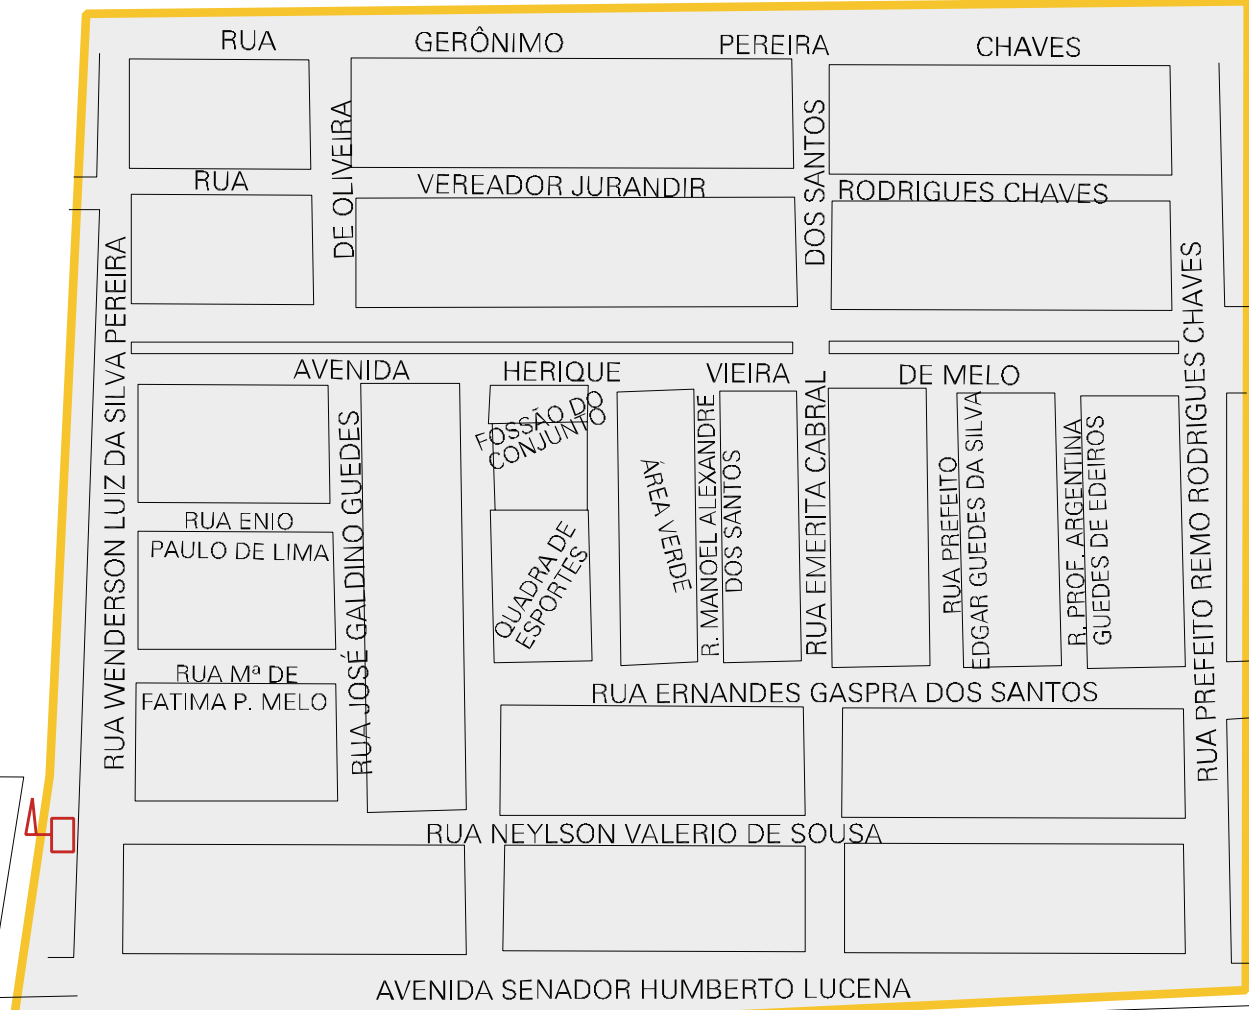 RUA GERÔNIMO PEREIRA CHAVES
DE OLIVEIRA
DOS SANTOS
RUA VEREADOR JURANDIR RODRIGUES CHAVES
RUA WENDERSON LUIZ DA SILVA PEREIRA
RUA PREFEITO REMO RODRIGUES CHAVES
AVENIDA HERIQUE VIEIRA DE MELO
RUA JOSÉ GALDINO GUEDES
FOSSÃO DO
CONJUNTO
ÁREA VERDE
R. MANOEL ALEXANDRE
DOS SANTOS
RUA EMERITA CABRAL
RUA PREFEITO
EDGAR GUEDES DA SILVA
R. PROF. ARGENTINA
GUEDES DE EDEIROS
RUA ENIO
PAULO DE LIMA
QUADRA DE
ESPORTES
RUA Mª DE
FATIMA P. MELO
RUA ERNANDES GASPRA DOS SANTOS
RUA NEYLSON VALERIO DE SOUSA
AVENIDA SENADOR HUMBERTO LUCENA